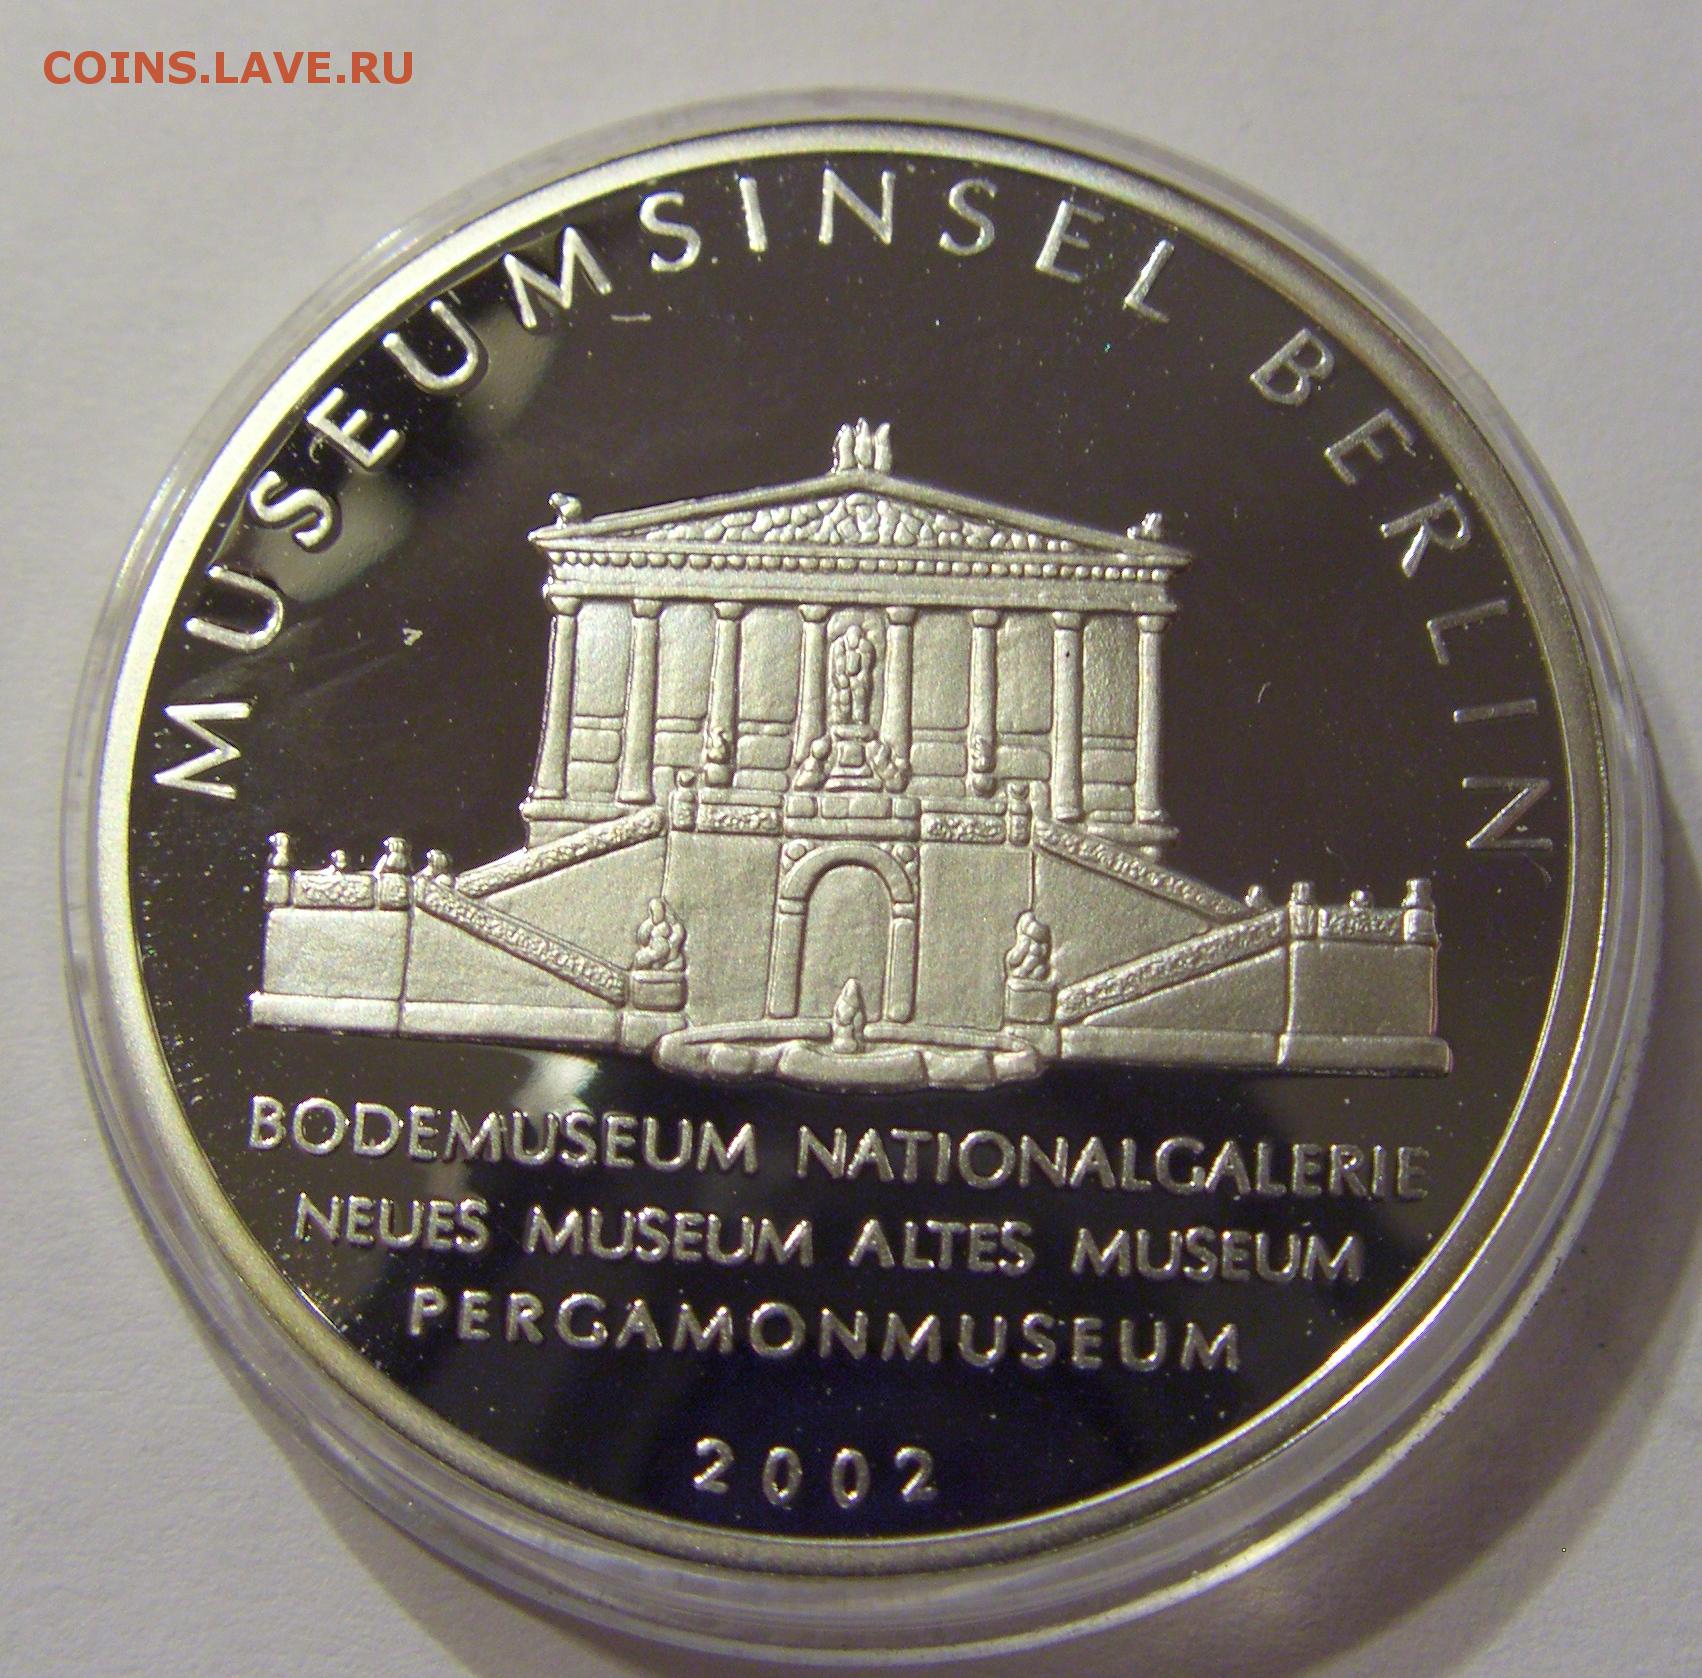 COINS.LAVE.RU
MUSEUMSINSEL BERLIN
BODEMUSEUM NATIONALGALERIE
NEUES MUSEUM ALTES MUSEUM
PERGAMONMUSEUM
2002